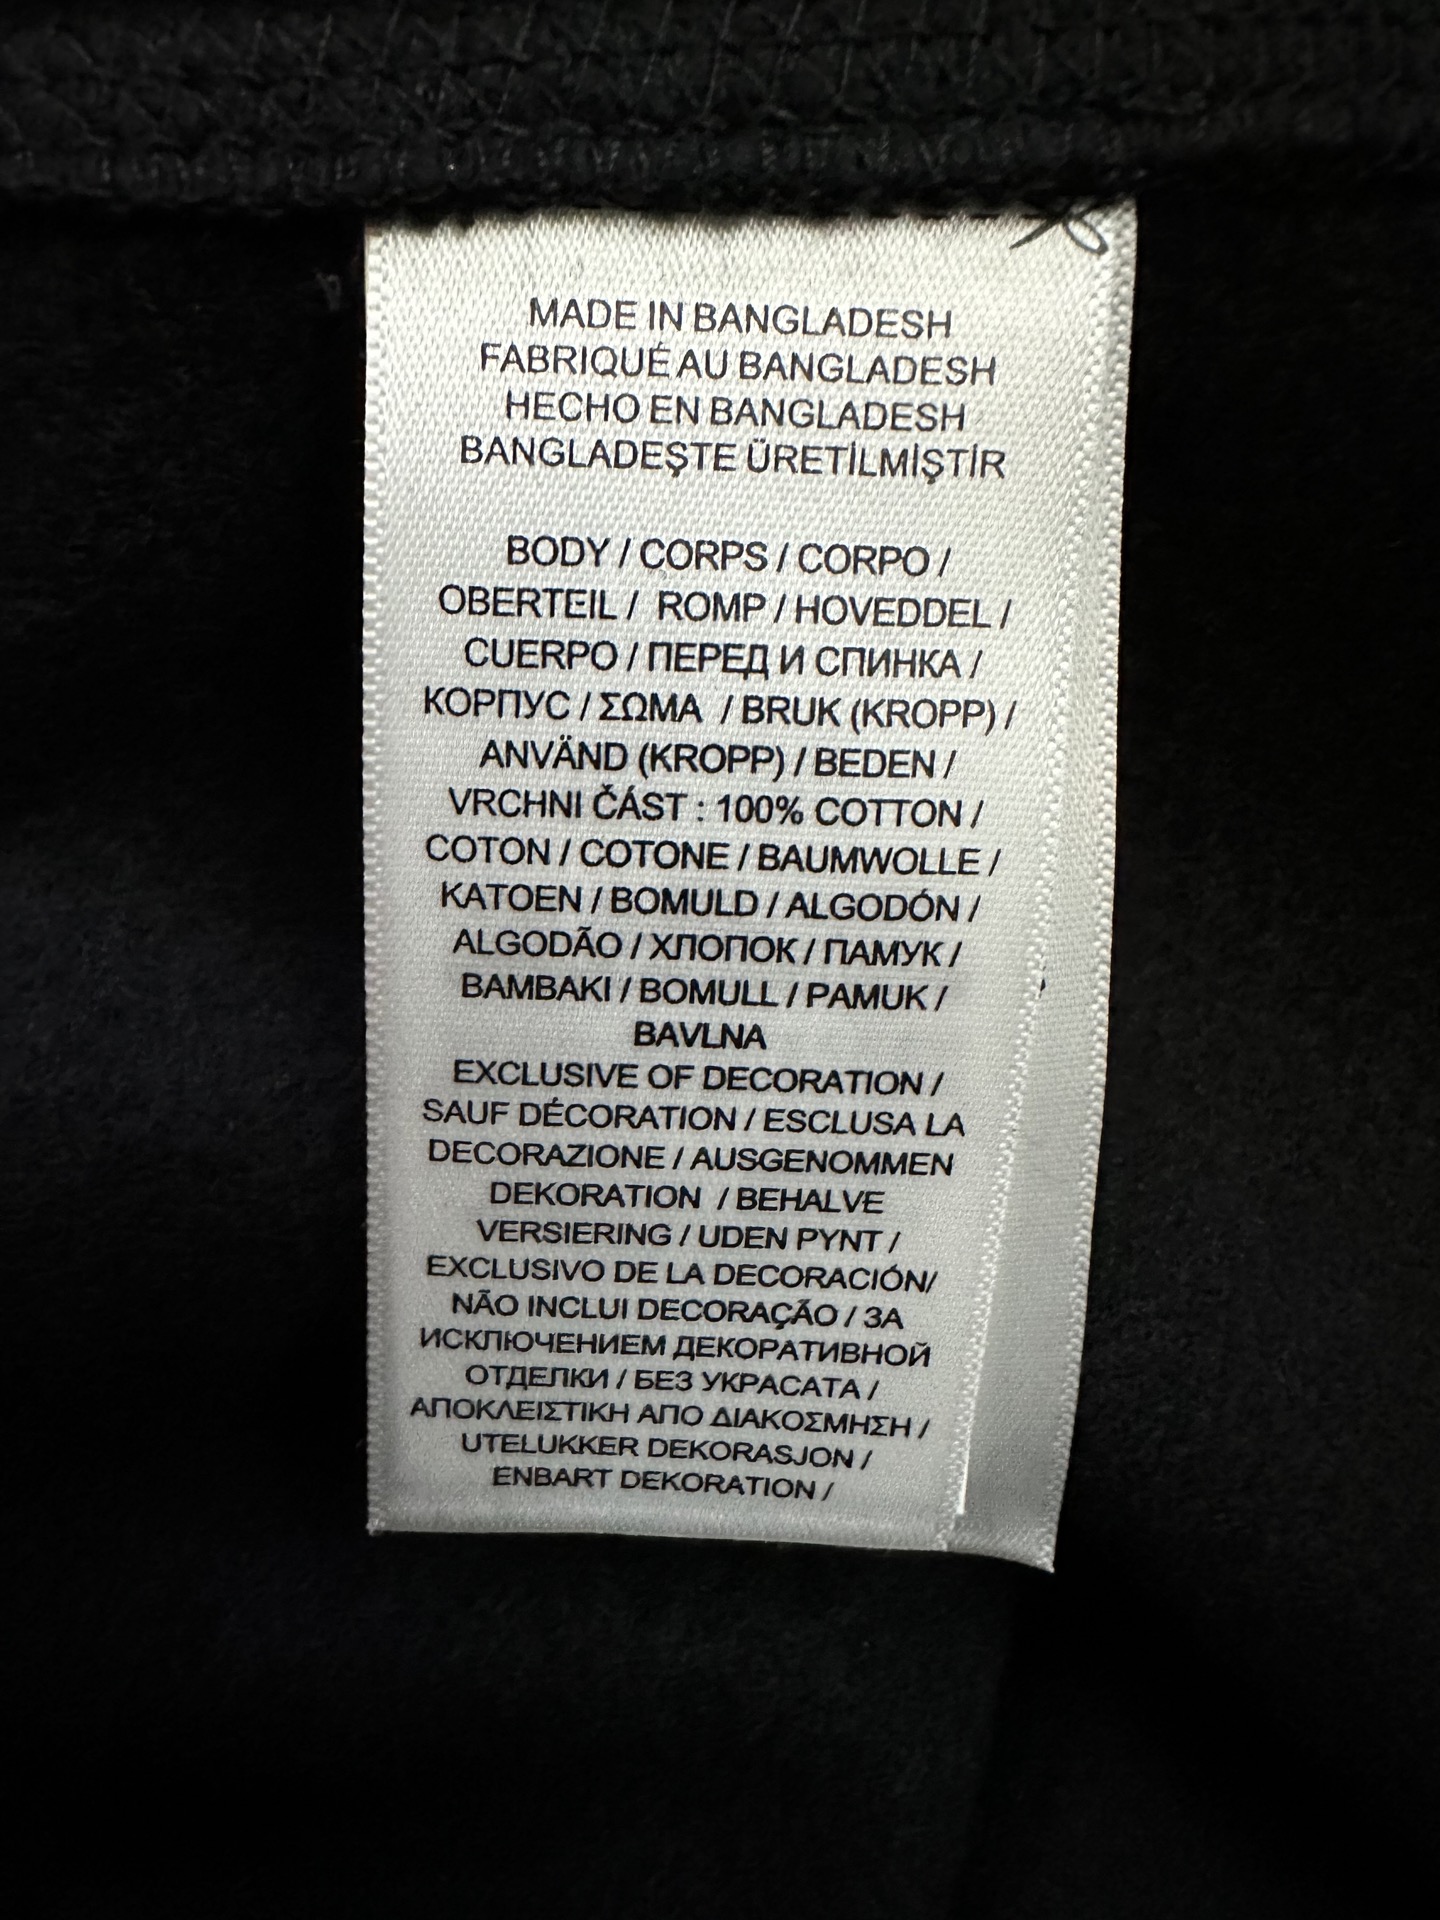 MADE IN BANGLADESH
FABRIQUÉ AU BANGLADESH
HECHO EN BANGLADESH
BANGLADEŞTE ÜRETİLMİŞTİR
BODY / CORPS / CORPO /
OBERTEIL / ROMP / HOVEDDEL /
CUERPO / ПЕРЕД И СПИНКА /
КОРПУС / ΣΩΜΑ / BRUK (KROPP) /
ANVÄND (KROPP) / BEDEN /
VRCHNI ČÁST : 100% COTTON /
COTON / COTONE / BAUMWOLLE /
KATOEN / BOMULD / ALGODÓN /
ALGODÃO / ХЛОПОК / ПАМУК /
BAMBAKI / BOMULL / PAMUK /
BAVLNA
EXCLUSIVE OF DECORATION /
SAUF DÉCORATION / ESCLUSA LA
DECORAZIONE / AUSGENOMMEN
DEKORATION / BEHALVE
VERSIERING / UDEN PYNT /
EXCLUSIVO DE LA DECORACIÓN/
NÃO INCLUI DECORAÇÃO / ЗА
ИСКЛЮЧЕНИЕМ ДЕКОРАТИВНОЙ
ОТДЕЛКИ / БЕЗ УКРАСАТА /
ΑΠΟΚΛΕΙΣΤΙΚΗ ΑΠΟ ΔΙΑΚΟΣΜΗΣΗ /
UTELUKKER DEKORASJON /
ENBART DEKORATION /